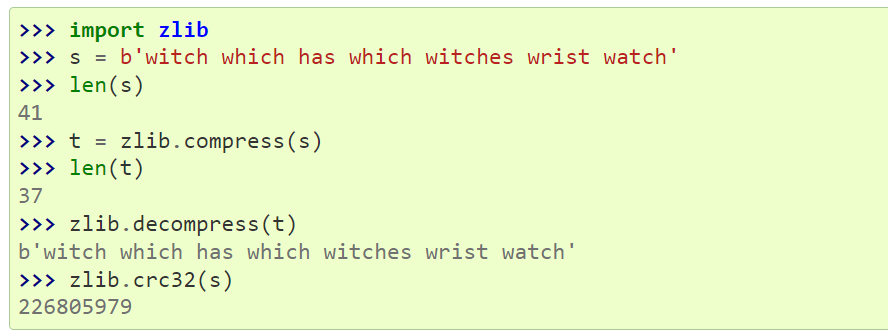 >>> import zlib
>>> s = b'witch which has which witches wrist watch'
>>> len(s)
41
>>> t = zlib.compress(s)
>>> len(t)
37
>>> zlib.decompress(t)
b'witch which has which witches wrist watch'
>>> zlib.crc32(s)
226805979